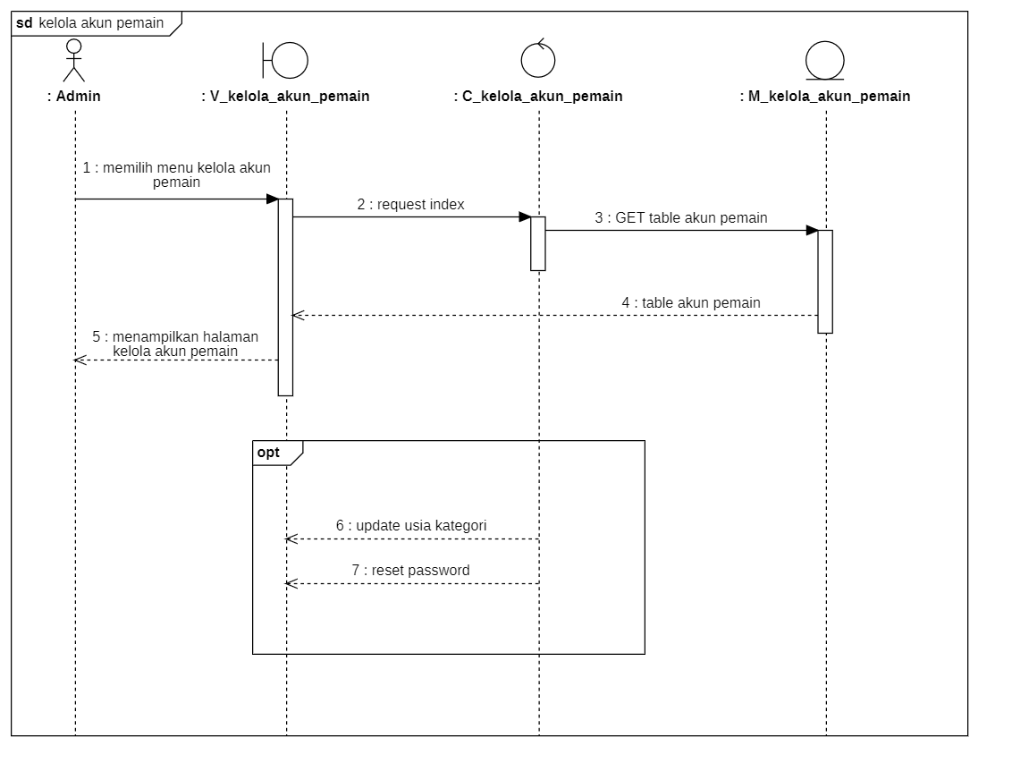 sd kelola akun pemain
: Admin
: V_kelola_akun_pemain
: C_kelola_akun_pemain
: M_kelola_akun_pemain
1 : memilih menu kelola akun
pemain
2 : request index
3 : GET table akun pemain
4 : table akun pemain
5 : menampilkan halaman
kelola akun pemain
opt
6 : update usia kategori
7 : reset password